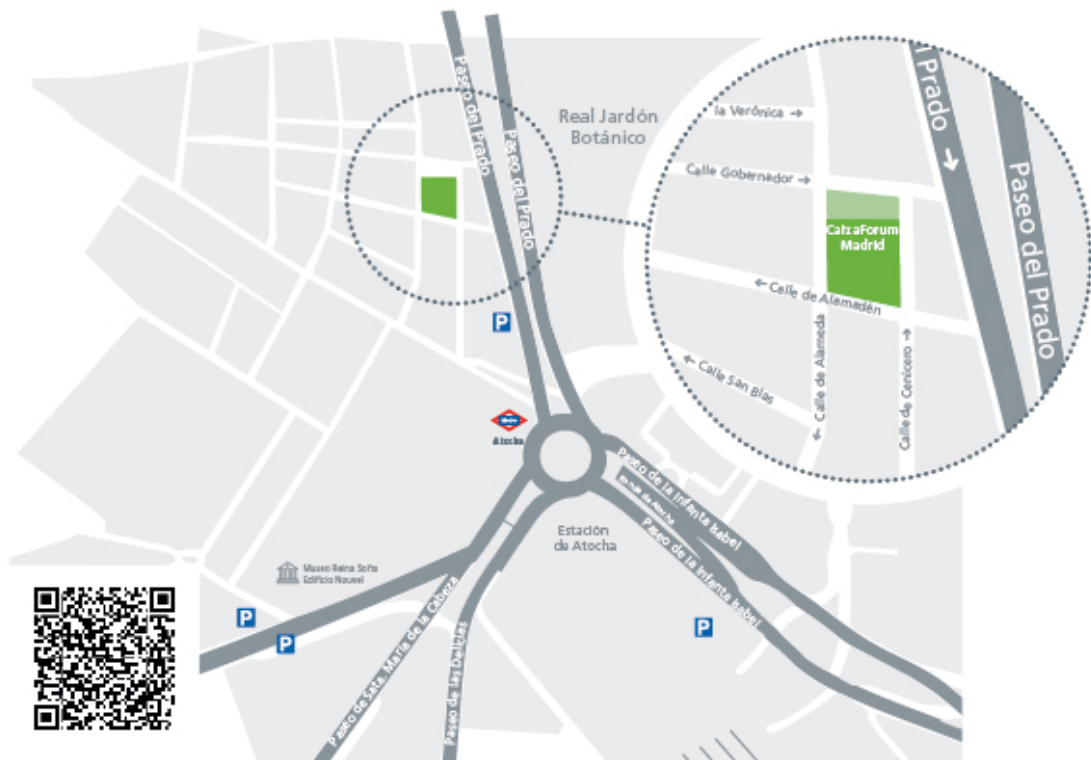 Paseo del Prado
Paseo del Prado
Real Jardón
Botánico
la Verónica →
Calle Gobernador →
l Prado →
Paseo del Prado
CaixaForum
Madrid
← Calle de Alamadén
← Calle San Blas
← Calle de Alameda
Calle de Cenicero →
P
Metro
Atocha
Paseo de la Infanta Isabel
Paseo de la Infanta Isabel
Estación
de Atocha
Museo Reina Sofía
Edificio Nouvel
P
P
P
Paseo de Sata. María de la Cabeza
Paseo de las Delicias